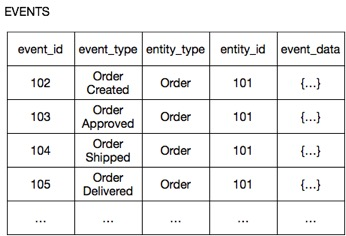 EVENTS
event_id event_type entity_type entity_id event_data
102 Order Created Order 101 {...}
103 Order Approved Order 101 {...}
104 Order Shipped Order 101 {...}
105 Order Delivered Order 101 {...}
... ... ... ... ...